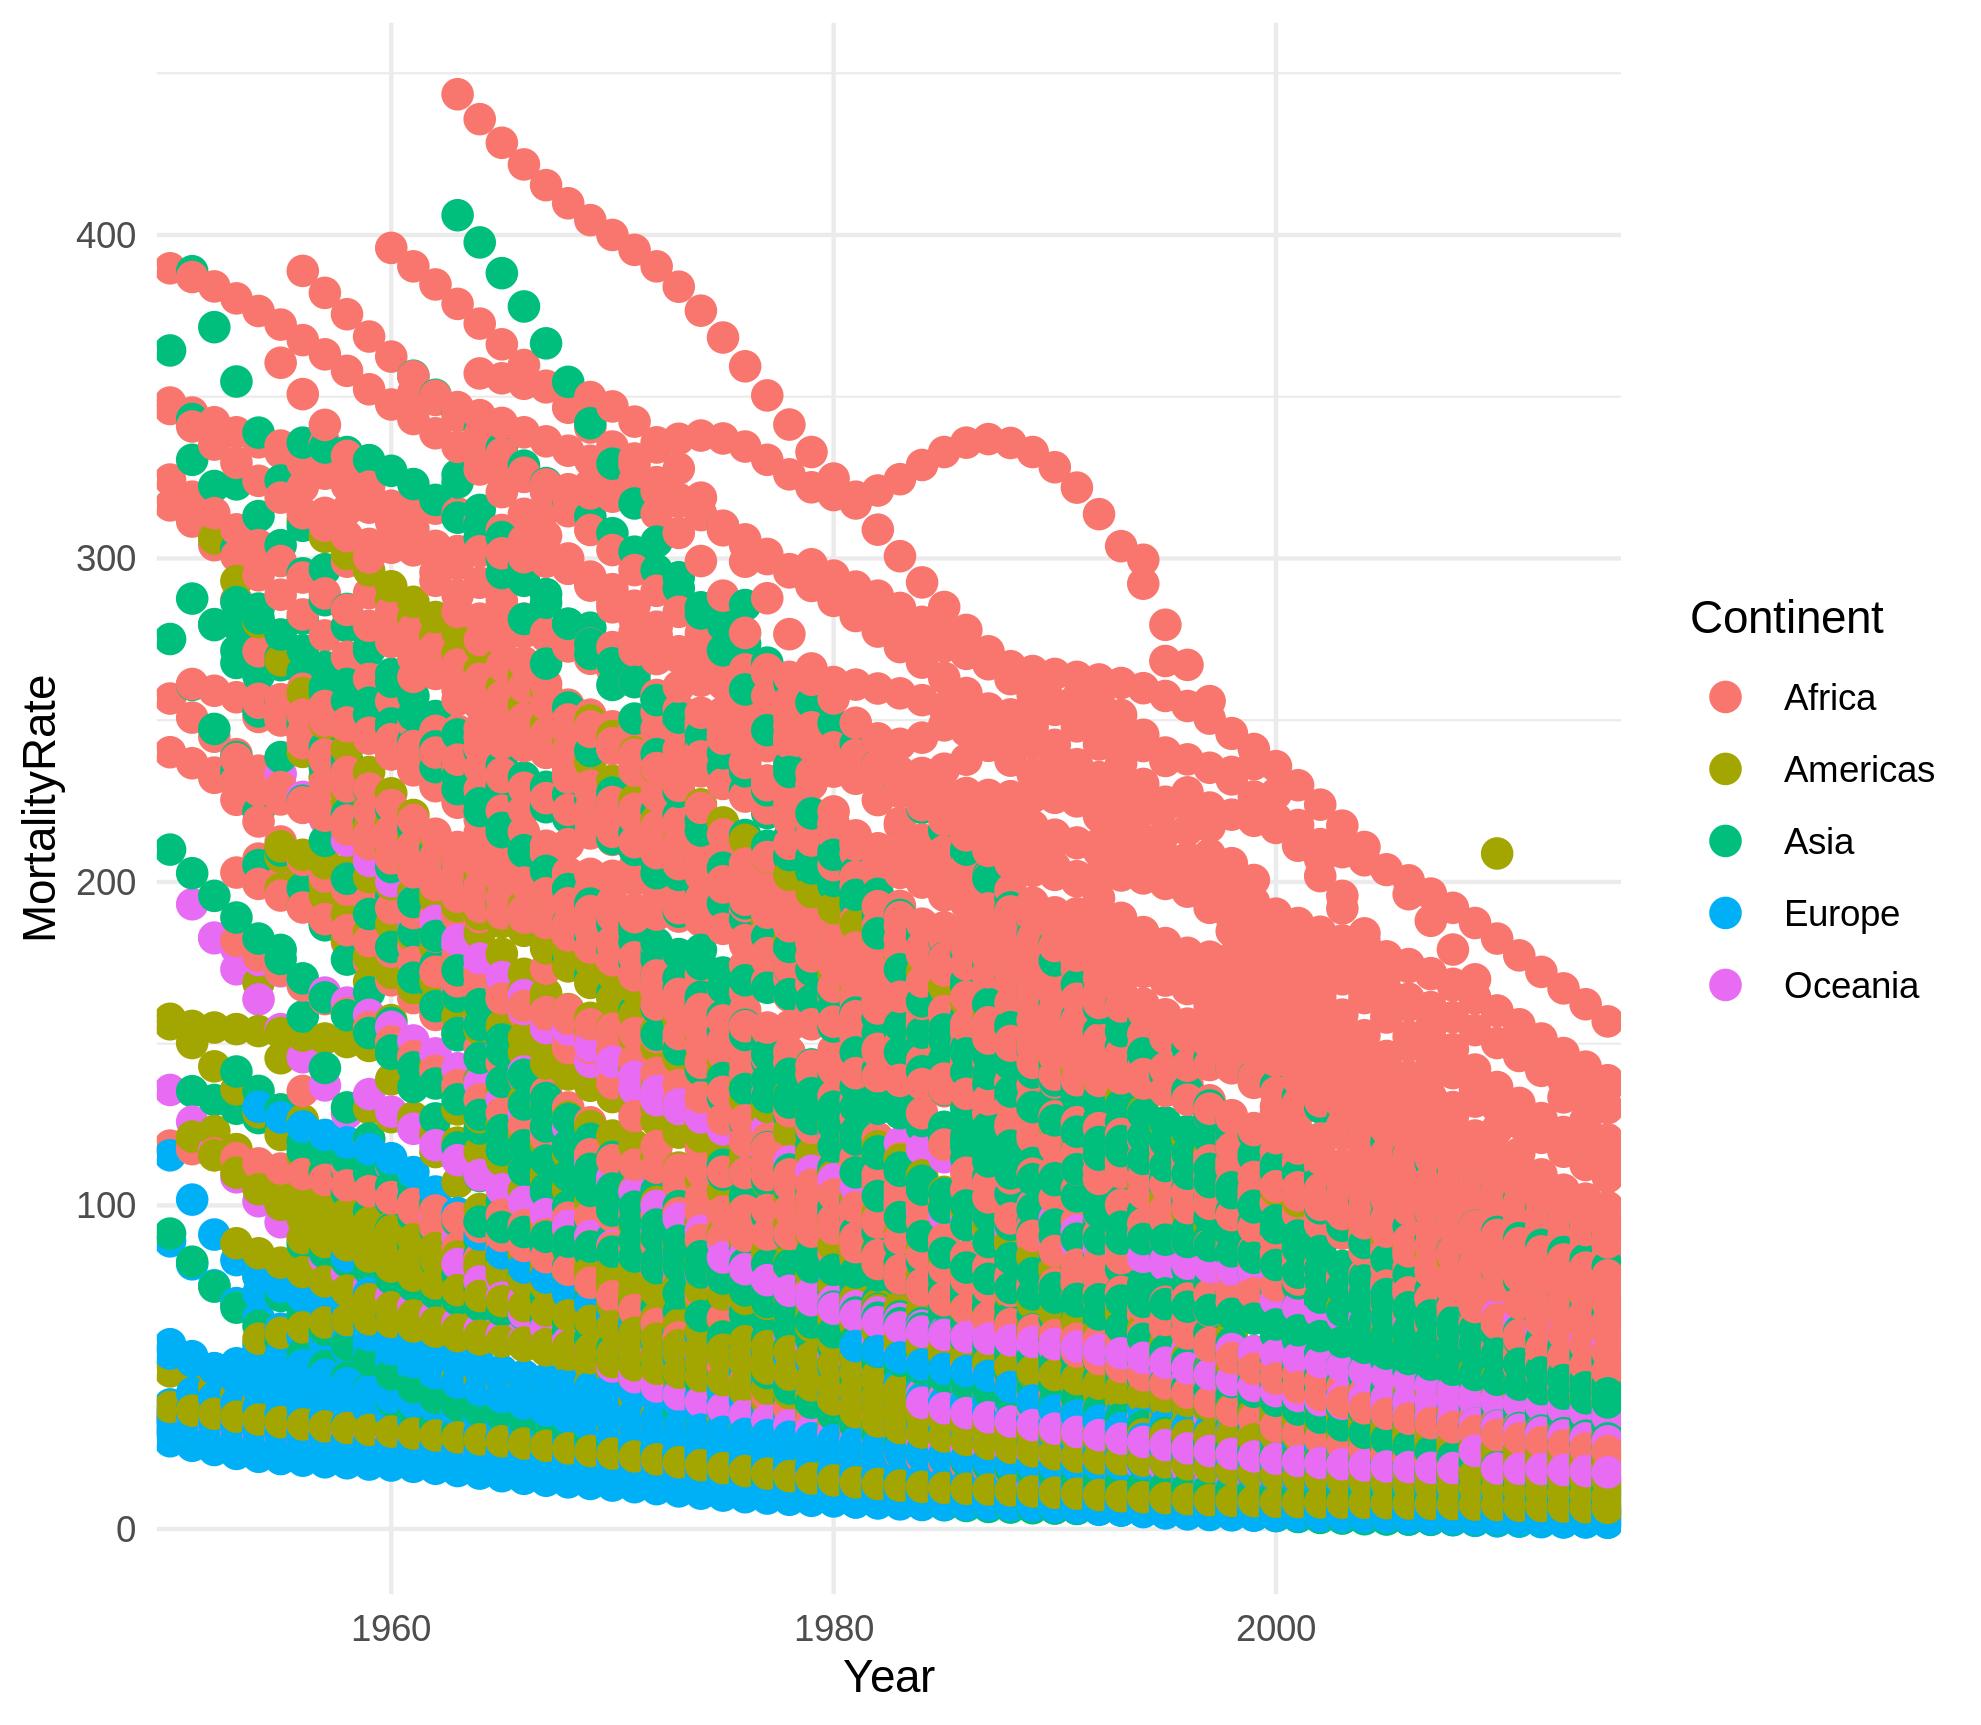 MortalityRate
400
300
200
100
0
1960
1980
2000
Year
Continent
Africa
Americas
Asia
Europe
Oceania